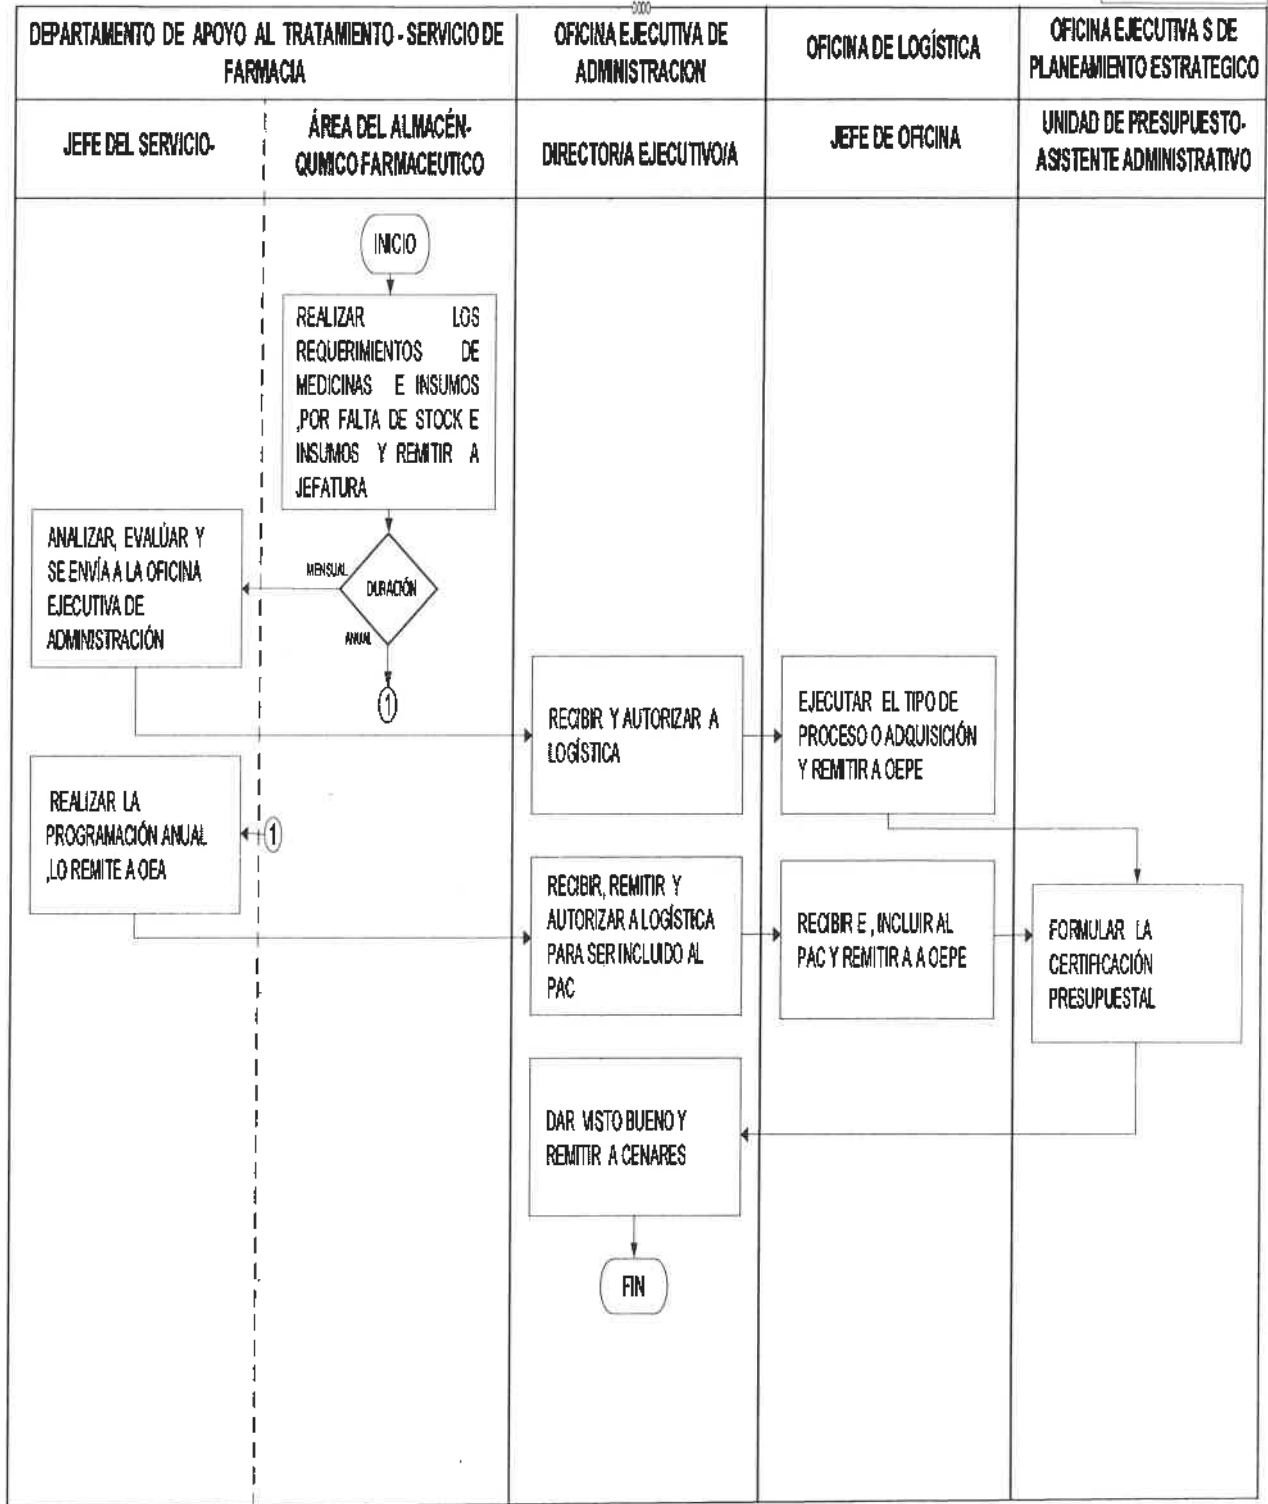 DEPARTAMENTO DE APOYO AL TRATAMIENTO - SERVICIO DE
FARMACIA
OFICINA EJECUTIVA DE
ADMINISTRACION
OFICINA DE LOGÍSTICA
OFICINA EJECUTIVA S DE
PLANEAMIENTO ESTRATEGICO
JEFE DEL SERVICIO-
ÁREA DEL ALMACÉN-
QUIMICO FARMACEUTICO
DIRECTOR/A EJECUTIVO/A
JEFE DE OFICINA
UNIDAD DE PRESUPUESTO-
ASISTENTE ADMINISTRATIVO
INICIO
REALIZAR LOS
REQUERIMIENTOS DE
MEDICINAS E INSUMOS
,POR FALTA DE STOCK E
INSUMOS Y REMITIR A
JEFATURA
ANALIZAR, EVALÚAR Y
SE ENVÍA A LA OFICINA
EJECUTIVA DE
ADMINISTRACIÓN
MENSUAL
DURACIÓN
ANUAL
1
RECIBIR Y AUTORIZAR A
LOGÍSTICA
EJECUTAR EL TIPO DE
PROCESO O ADQUISICIÓN
Y REMITIR A OEPE
REALIZAR LA
PROGRAMACIÓN ANUAL
,LO REMITE A OEA
1
RECIBIR, REMITIR Y
AUTORIZAR A LOGÍSTICA
PARA SER INCLUIDO AL
PAC
RECIBIR E , INCLUIR AL
PAC Y REMITIR A A OEPE
FORMULAR LA
CERTIFICACIÓN
PRESUPUESTAL
DAR VISTO BUENO Y
REMITIR A CENARES
FIN